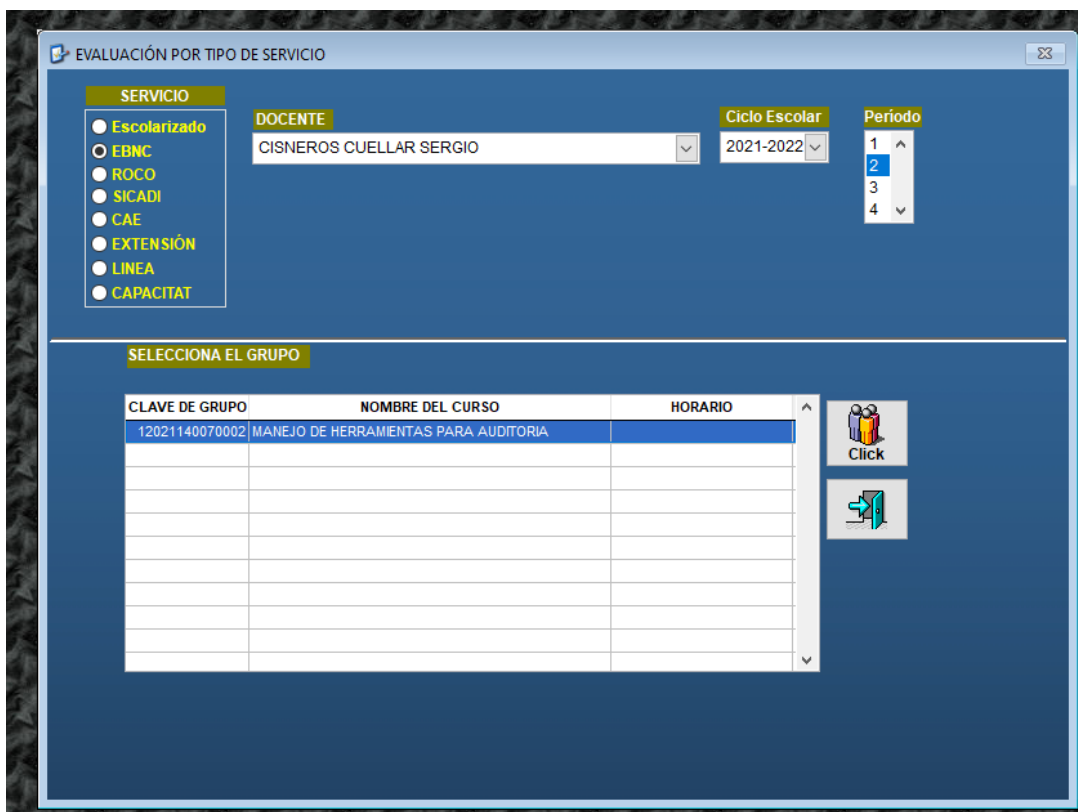 EVALUACIÓN POR TIPO DE SERVICIO
SERVICIO
Escolarizado
EBNC
ROCO
SICADI
CAE
EXTENSIÓN
LINEA
CAPACITAT
DOCENTE
CISNEROS CUELLAR SERGIO
Ciclo Escolar
2021-2022
Período
1
2
3
4
SELECCIONA EL GRUPO
CLAVE DE GRUPO NOMBRE DEL CURSO HORARIO
12021140070002 MANEJO DE HERRAMIENTAS PARA AUDITORIA
Click